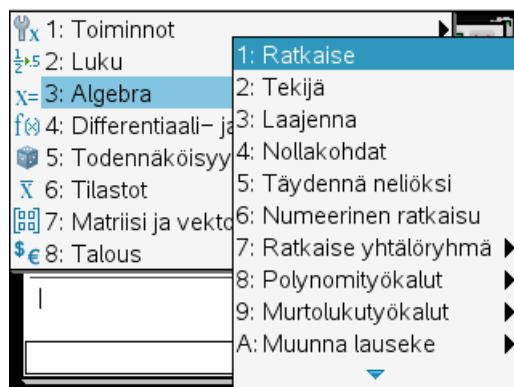 1: Toiminnot
2: Luku
3: Algebra
4: Differentiaali- ja
5: Todennäköisyy
6: Tilastot
7: Matriisi ja vekto
8: Talous
1: Ratkaise
2: Tekijä
3: Laajenna
4: Nollakohdat
5: Täydennä neliöksi
6: Numeerinen ratkaisu
7: Ratkaise yhtälöryhmä
8: Polynomityökalut
9: Murtolukutyökalut
A: Muunna lauseke